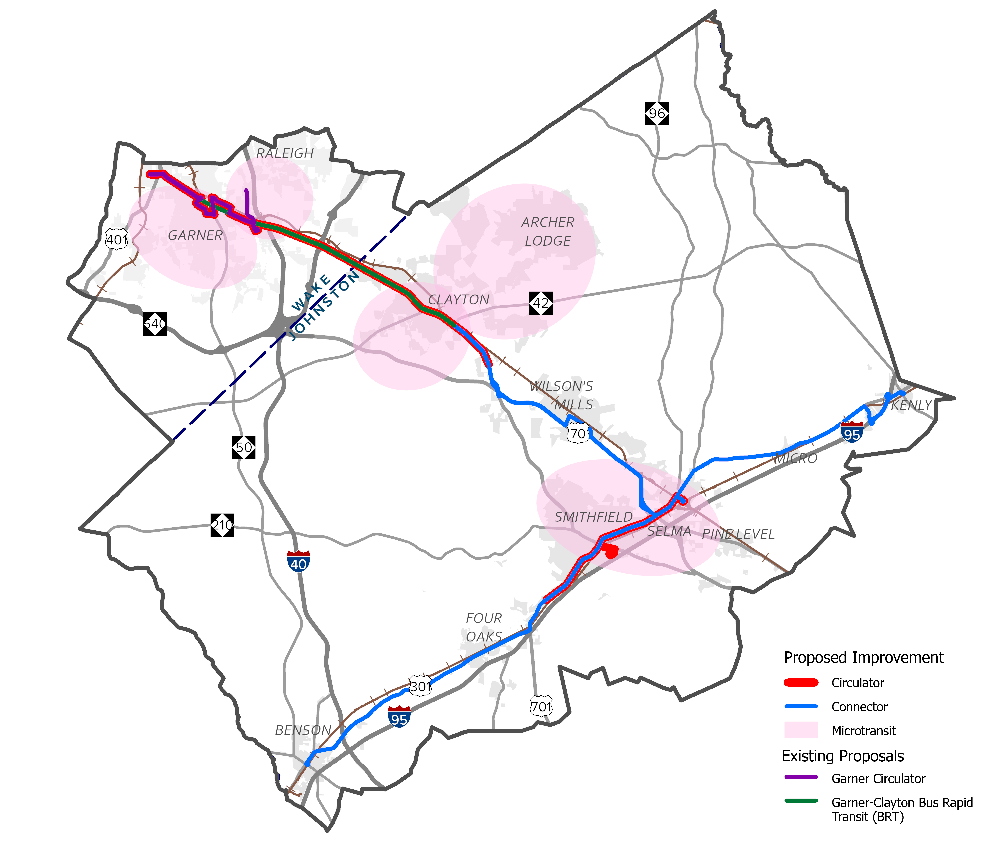 RALEIGH
96
GARNER
401
ARCHER
LODGE
WAKE
JOHNSTON
CLAYTON
42
540
WILSON'S
MILLS
70
KENLY
95
MICRO
50
SMITHFIELD
SELMA
PINE LEVEL
210
40
FOUR
OAKS
301
95
701
BENSON
Proposed Improvement
Circulator
Connector
Microtransit
Existing Proposals
Garner Circulator
Garner-Clayton Bus Rapid
Transit (BRT)